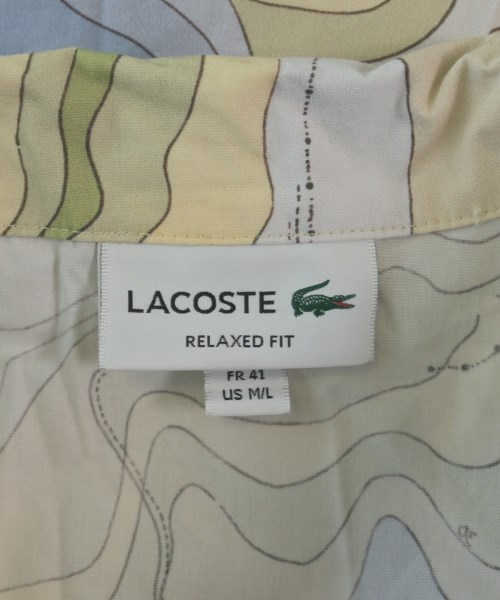 LACOSTE
RELAXED FIT
FR 41
US M/L